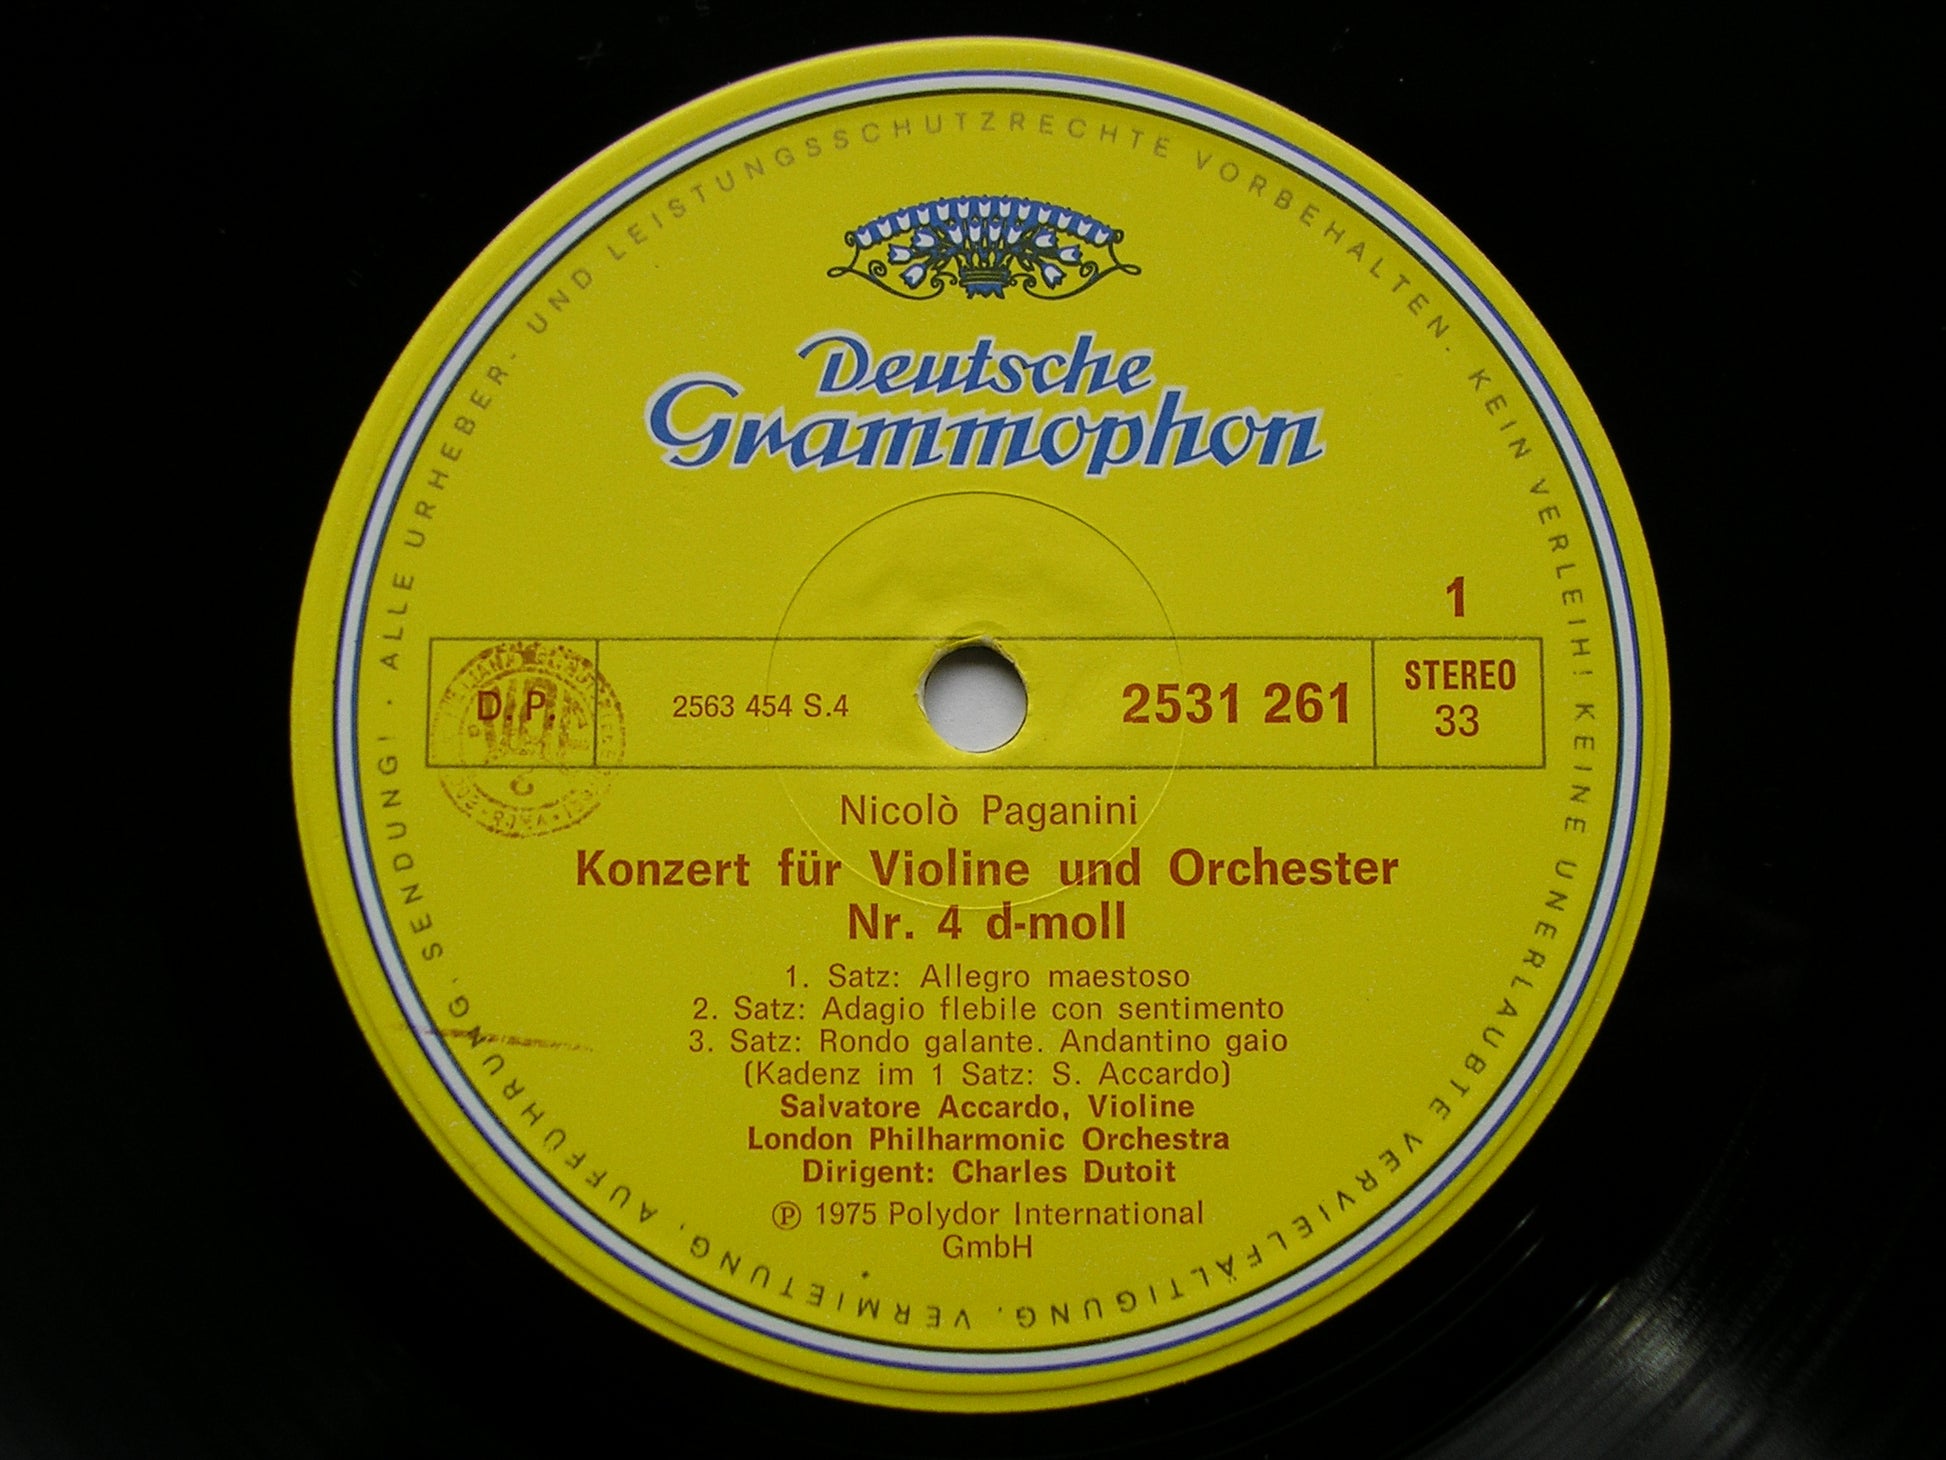 ALLE URHEBER- UND LEISTUNGSSCHUTZRECHTE VORBEHALTEN. KEIN VERLEIH! KEINE UNERLAUBTE VERVIELFÄLTIGUNG, VERMIETUNG, AUFFÜHRUNG, SENDUNG! ·
Deutsche
Grammophon
1
D. P.
2563 454 S.4
2531 261
STEREO
33
Nicolò Paganini
Konzert für Violine und Orchester
Nr. 4 d-moll
1. Satz: Allegro maestoso
2. Satz: Adagio flebile con sentimento
3. Satz: Rondo galante. Andantino gaio
(Kadenz im 1 Satz: S. Accardo)
Salvatore Accardo, Violine
London Philharmonic Orchestra
Dirigent: Charles Dutoit
℗ 1975 Polydor International
GmbH